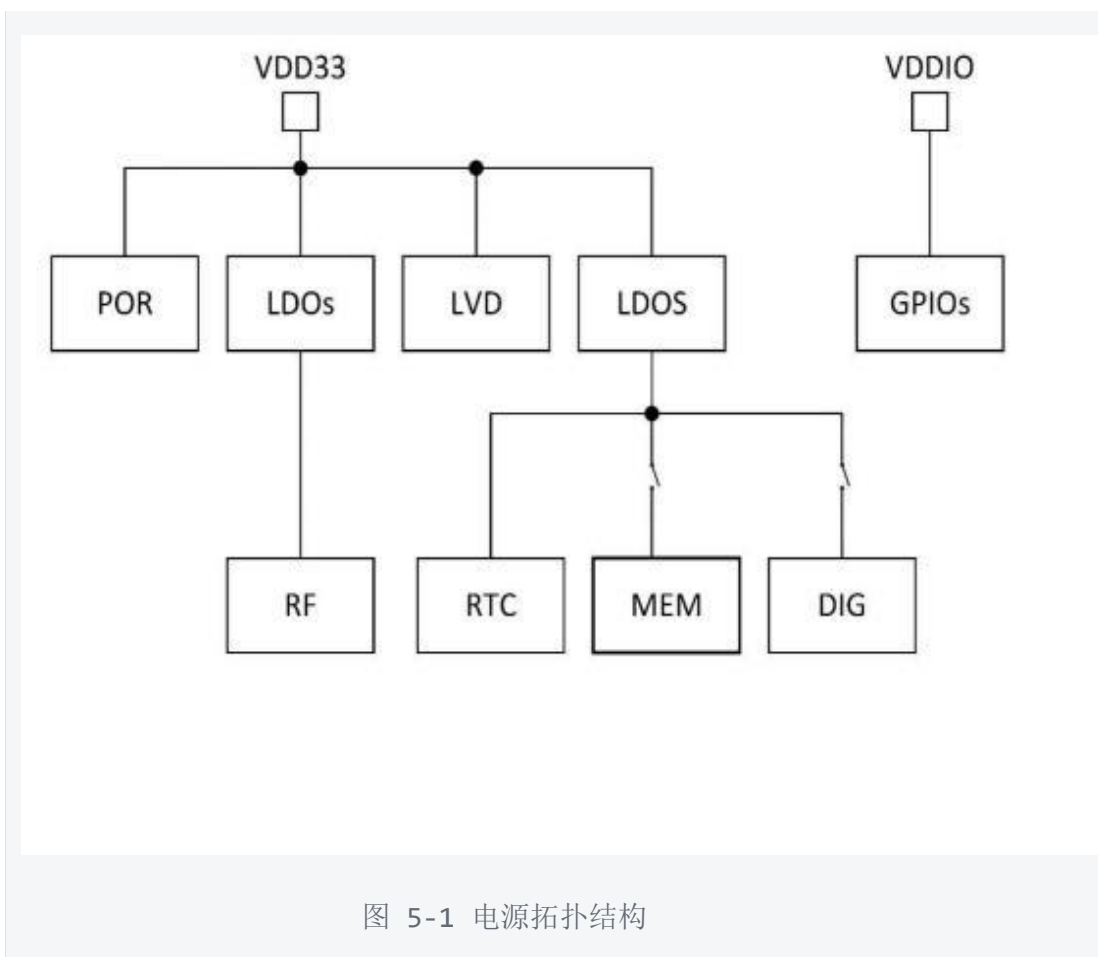 VDD33
VDDIO
POR
LDOs
LVD
LDOS
GPIOs
RF
RTC
MEM
DIG
图 5-1 电源拓扑结构